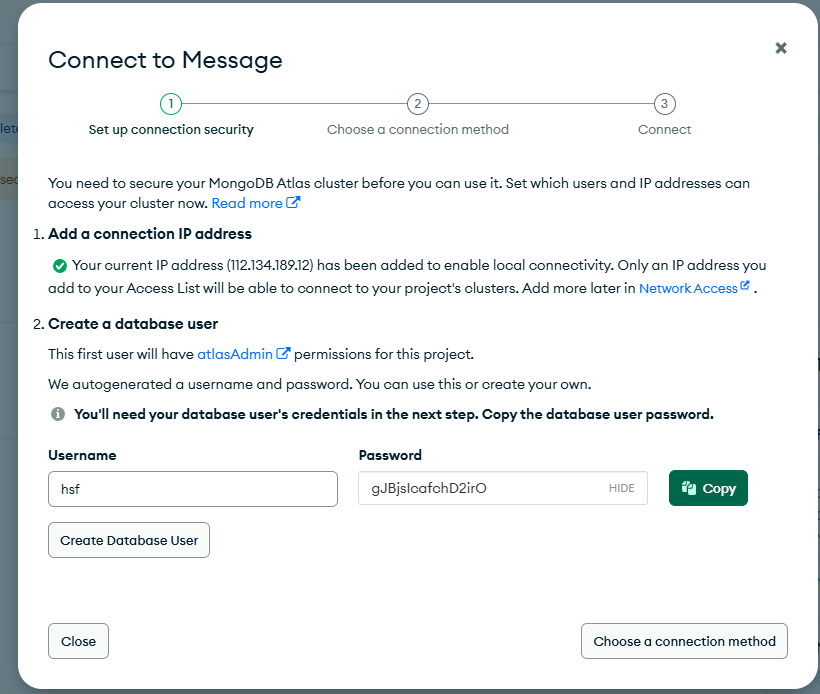 Connect to Message
1
2
3
Set up connection security
Choose a connection method
Connect
You need to secure your MongoDB Atlas cluster before you can use it. Set which users and IP addresses can
access your cluster now. Read more
1. Add a connection IP address
Your current IP address (112.134.189.12) has been added to enable local connectivity. Only an IP address you
add to your Access List will be able to connect to your project's clusters. Add more later in Network Access .
2. Create a database user
This first user will have atlasAdmin permissions for this project.
We autogenerated a username and password. You can use this or create your own.
You'll need your database user's credentials in the next step. Copy the database user password.
Username
Password
hsf
gJBjsIcafchD2irO
HIDE
Copy
Create Database User
Close
Choose a connection method